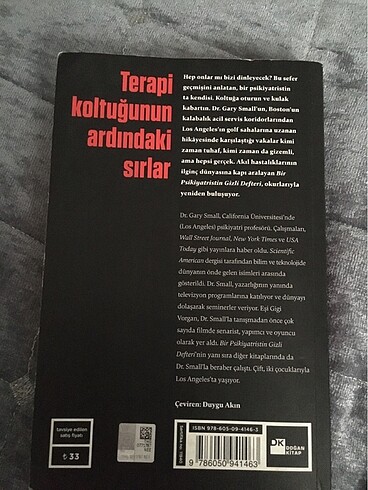 Terapi
koltuğunun
ardındaki
sırlar
Hep onlar mı bizi dinleyecek? Bu sefer
geçmişini anlatan, bir psikiyatristin
ta kendisi. Koltuğa oturun ve kulak
kabartın. Dr. Gary Small'un, Boston'un
kalabalık acil servis koridorlarından
Los Angeles'ın golf sahalarına uzanan
hikâyesinde karşılaştığı vakalar kimi
zaman tuhaf, kimi zaman da gizemli,
ama hepsi gerçek. Akıl hastalıklarının
ilginç dünyasına kapı aralayan Bir
Psikiyatristin Gizli Defteri, okurlarıyla
yeniden buluşuyor.
Dr. Gary Small, California Üniversitesi'nde
(Los Angeles) psikiyatri profesörü. Çalışmaları,
Wall Street Journal, New York Times ve USA
Today gibi yayınlara haber oldu. Scientific
American dergisi tarafından bilim ve teknolojide
dünyanın önde gelen isimleri arasında
gösterildi. Dr. Small, yazarlığının yanında
televizyon programlarına katılıyor ve dünyayı
dolaşarak seminerler veriyor. Eşi Gigi
Vorgan, Dr. Small'la tanışmadan önce çok
sayıda filmde senarist, yapımcı ve oyuncu
olarak yer aldı. Bir Psikiyatristin Gizli
Defteri'nin yanı sıra diğer kitaplarında da
Dr. Small'la beraber çalıştı. Çift, iki çocuklarıyla
Los Angeles'ta yaşıyor.
Çeviren: Duygu Akın
tavsiye edilen
satış fiyatı
₺ 33
ISBN 978-605-09-4146-3
9 786050 941463
DK
DOĞAN
KİTAP